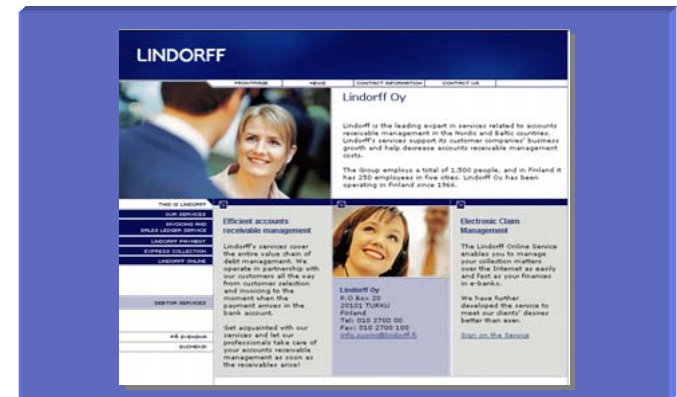 LINDORFF
FRONTPAGE NEWS CONTACT INFORMATION CONTACT US
Lindorff Oy
Lindorff is the leading expert in services related to accounts
receivable management in the Nordic and Baltic countries.
Lindorff's services support its customer companies' business
growth and help decrease accounts receivable management
costs.
The Group employs a total of 1,500 people, and in Finland it
has 250 employees in five cities. Lindorff Oy has been
operating in Finland since 1966.
THIS IS LINDORFF
OUR SERVICES
INVOICING AND
SALES LEDGER SERVICE
LINDORFF PAYMENT
EXPRESS COLLECTION
LINDORFF ONLINE
DEBTOR SERVICES
PÅ SVENSKA
SUOMEKSI
Efficient accounts
receivable management
Lindorff's services cover
the entire value chain of
debt management. We
operate in partnership with
our customers all the way
from customer selection
and invoicing to the
moment when the
payment arrives in the
bank account.
Get acquainted with our
services and let our
professionals take care of
your accounts receivable
management as soon as
the receivables arise!
Lindorff Oy
P.O Box 20
20101 TURKU
Finland
Tel: 010 2700 00
Fax: 010 2700 100
info.suomi@lindorff.fi
Electronic Claim
Management
The Lindorff Online Service
enables you to manage
your collection matters
over the Internet as easily
and fast as your finances
in e-banks.
We have further
developed the service to
meet our clients' desires
better than ever.
Sign on the Service